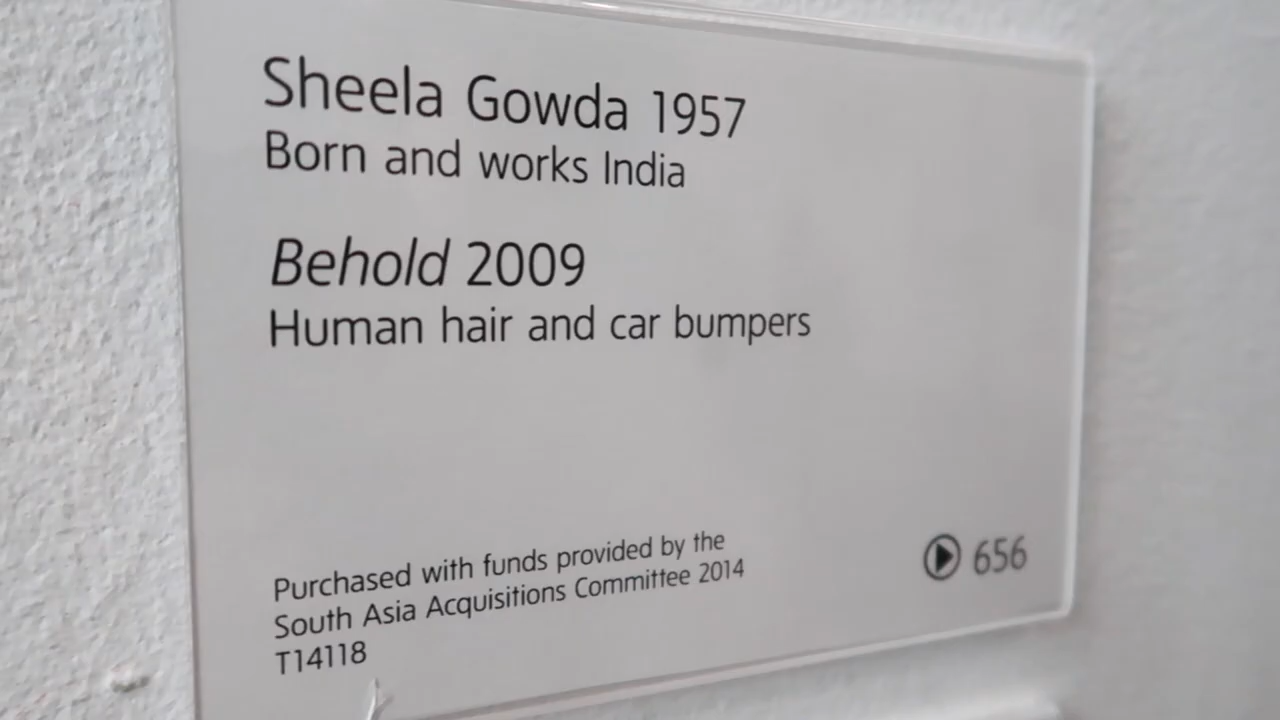 Sheela Gowda 1957
Born and works India
Behold 2009
Human hair and car bumpers
Purchased with funds provided by the
South Asia Acquisitions Committee 2014
T14118
656